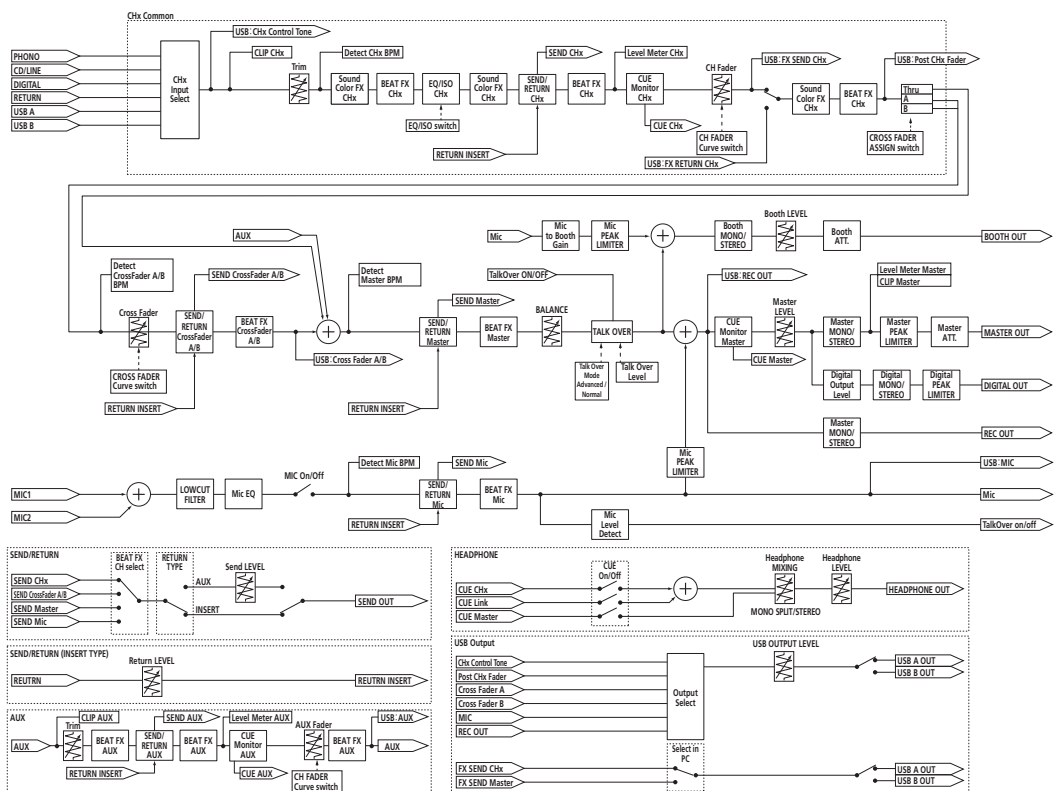 CHx Common
USB: CHx Control Tone
CLIP CHx
Detect CHx BPM
SEND CHx
Level Meter CHx
USB: FX SEND CHx
USB: Post CHx Fader
PHONO
CD/LINE
DIGITAL
RETURN
USB A
USB B
CHx
Input
Select
Trim
Sound
Color FX
CHx
BEAT FX
CHx
EQ/ISO
CHx
Sound
Color FX
CHx
SEND/
RETURN
CHx
BEAT FX
CHx
CUE
Monitor
CHx
CH Fader
Sound
Color FX
CHx
BEAT FX
CHx
Thru
A
B
EQ/ISO switch
RETURN INSERT
CUE CHx
CH FADER
Curve switch
USB: FX RETURN CHx
CROSS FADER
ASSIGN switch
AUX
Mic
Mic
to Booth
Gain
Mic
PEAK
LIMITER
Booth
MONO/
STEREO
Booth LEVEL
Booth
ATT.
BOOTH OUT
Detect
CrossFader A/B
BPM
SEND CrossFader A/B
Detect
Master BPM
TalkOver ON/OFF
USB: REC OUT
Level Meter Master
CLIP Master
SEND Master
Cross Fader
SEND/
RETURN
CrossFader
A/B
BEAT FX
CrossFader
A/B
SEND/
RETURN
Master
BEAT FX
Master
BALANCE
TALK OVER
CUE
Monitor
Master
Master
LEVEL
Master
MONO/
STEREO
Master
PEAK
LIMITER
Master
ATT.
MASTER OUT
USB: Cross Fader A/B
CUE Master
CROSS FADER
Curve switch
RETURN INSERT
RETURN INSERT
Talk Over
Mode
Advanced /
Normal
Talk Over
Level
Digital
Output
Level
Digital
MONO/
STEREO
Digital
PEAK
LIMITER
DIGITAL OUT
Master
MONO/
STEREO
REC OUT
Mic
PEAK
LIMITER
MIC1
MIC2
LOWCUT
FILTER
Mic EQ
MIC On/Off
Detect Mic BPM
SEND Mic
SEND/
RETURN
Mic
BEAT FX
Mic
RETURN INSERT
Mic
Level
Detect
USB: MIC
Mic
TalkOver on/off
SEND/RETURN
BEAT FX
CH select
RETURN
TYPE
Send LEVEL
SEND CHx
SEND CrossFader A/B
SEND Master
SEND Mic
AUX
INSERT
SEND OUT
SEND/RETURN (INSERT TYPE)
Return LEVEL
REUTRN
REUTRN INSERT
AUX
CLIP AUX
SEND AUX
Level Meter AUX
USB: AUX
AUX
Trim
BEAT FX
AUX
SEND/
RETURN
AUX
BEAT FX
AUX
CUE
Monitor
AUX
AUX Fader
BEAT FX
AUX
AUX
RETURN INSERT
CUE AUX
CH FADER
Curve switch
HEADPHONE
CUE
On/Off
CUE CHx
CUE Link
CUE Master
Headphone
MIXING
Headphone
LEVEL
MONO SPLIT/STEREO
HEADPHONE OUT
USB Output
CHx Control Tone
Post CHx Fader
Cross Fader A
Cross Fader B
MIC
REC OUT
Output
Select
USB OUTPUT LEVEL
USB A OUT
USB B OUT
Select in
PC
FX SEND CHx
FX SEND Master
USB A OUT
USB B OUT